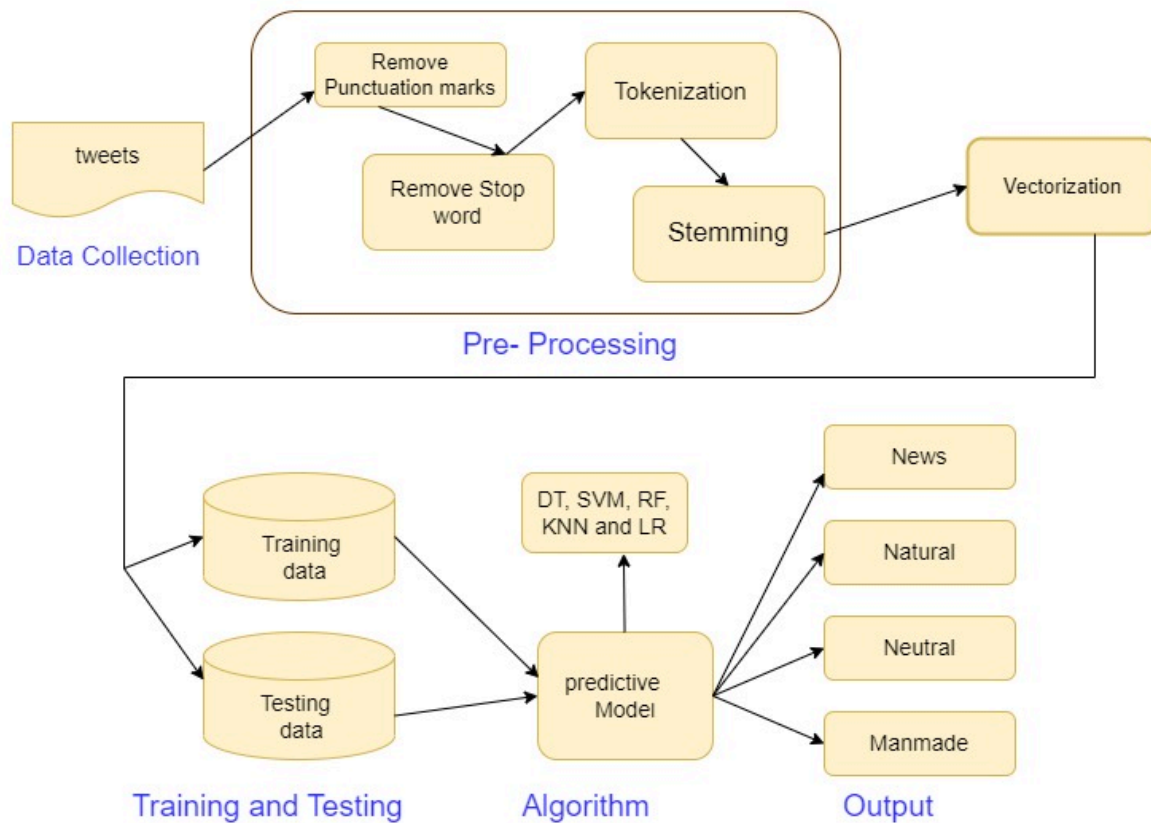 tweets
Data Collection
Remove
Punctuation marks
Remove Stop
word
Tokenization
Stemming
Pre- Processing
Vectorization
Training
data
Testing
data
Training and Testing
DT, SVM, RF,
KNN and LR
predictive
Model
Algorithm
News
Natural
Neutral
Manmade
Output